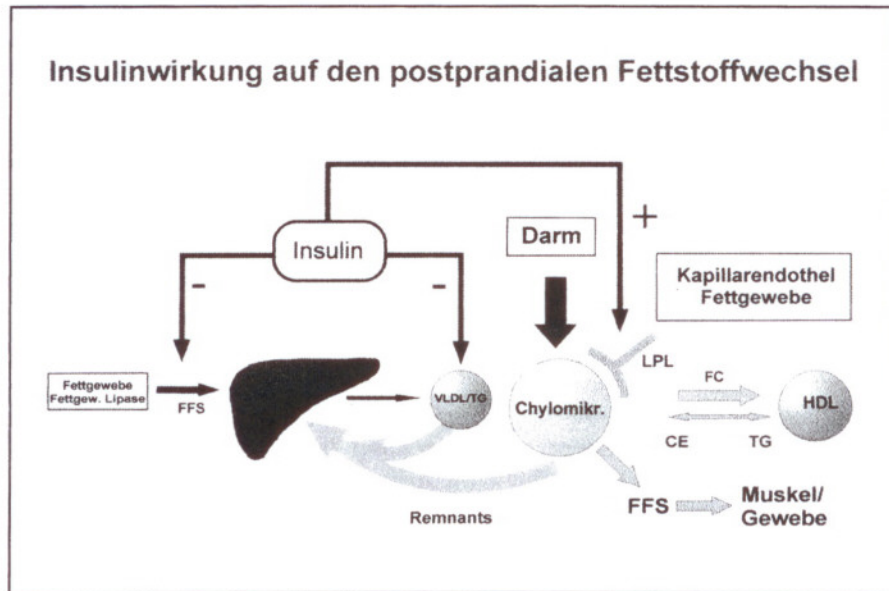 Insulinwirkung auf den postprandialen Fettstoffwechsel
+
Darm
Insulin
Kapillarendothel
Fettgewebe
-
-
LPL
Fettgewebe
Fettgew. Lipase
FFS
VLDL/TG
Chylomikr.
FC
HDL
CE
TG
Remnants
FFS
Muskel/
Gewebe